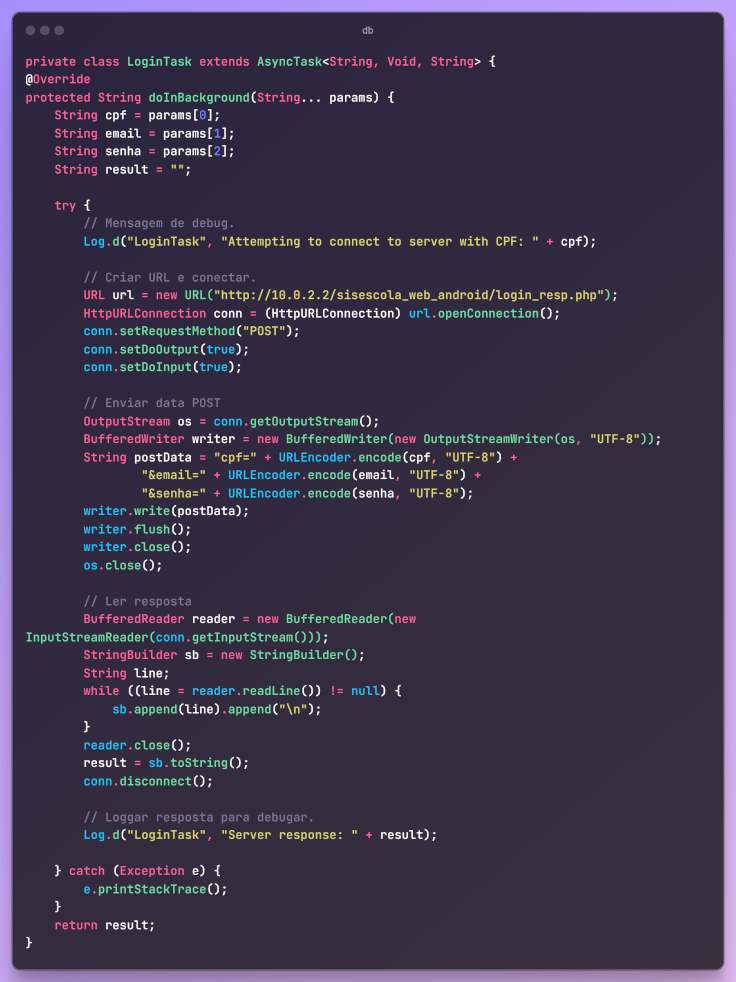 db
private class LoginTask extends AsyncTask<String, Void, String> {
@Override
protected String doInBackground(String... params) {
    String cpf = params[0];
    String email = params[1];
    String senha = params[2];
    String result = "";

    try {
        // Mensagem de debug.
        Log.d("LoginTask", "Attempting to connect to server with CPF: " + cpf);

        // Criar URL e conectar.
        URL url = new URL("http://10.0.2.2/sisescola_web_android/login_resp.php");
        HttpURLConnection conn = (HttpURLConnection) url.openConnection();
        conn.setRequestMethod("POST");
        conn.setDoOutput(true);
        conn.setDoInput(true);

        // Enviar data POST
        OutputStream os = conn.getOutputStream();
        BufferedWriter writer = new BufferedWriter(new OutputStreamWriter(os, "UTF-8"));
        String postData = "cpf=" + URLEncoder.encode(cpf, "UTF-8") +
                "&email=" + URLEncoder.encode(email, "UTF-8") +
                "&senha=" + URLEncoder.encode(senha, "UTF-8");
        writer.write(postData);
        writer.flush();
        writer.close();
        os.close();

        // Ler resposta
        BufferedReader reader = new BufferedReader(new
InputStreamReader(conn.getInputStream()));
        StringBuilder sb = new StringBuilder();
        String line;
        while ((line = reader.readLine()) != null) {
            sb.append(line).append("\n");
        }
        reader.close();
        result = sb.toString();
        conn.disconnect();

        // Loggar resposta para debugar.
        Log.d("LoginTask", "Server response: " + result);

    } catch (Exception e) {
        e.printStackTrace();
    }
    return result;
}